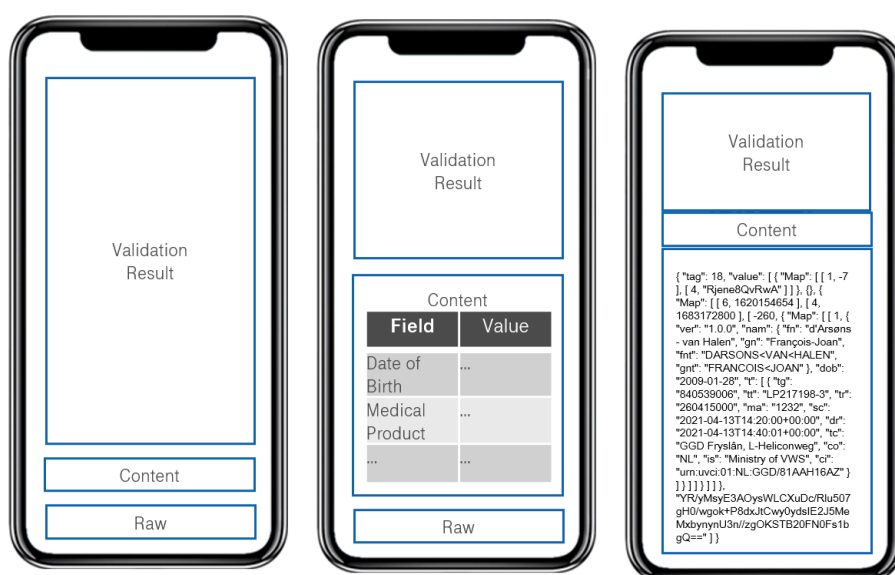 Validation
Result
Content
Raw
Validation
Result
Content
Field Value
Date of ...
Birth
Medical ...
Product
... ...
Raw
Validation
Result
Content
{ "tag": 18, "value": [ { "Map": [ [ 1, -7
], [ 4, "Rjene8QvRwA" ] ] }, {}, {
"Map": [ [ 6, 1620154654 ], [ 4,
1683172800 ], [ -260, { "Map": [ [ 1, {
"ver": "1.0.0", "nam": { "fn": "d'Arsøns
- van Halen", "gn": "François-Joan",
"fnt": "DARSONS<VAN<HALEN",
"gnt": "FRANCOIS<JOAN" }, "dob":
"2009-01-28", "t": [ { "tg":
"840539006", "tt": "LP217198-3", "tr":
"260415000", "ma": "1232", "sc":
"2021-04-13T14:20:00+00:00", "dr":
"2021-04-13T14:40:01+00:00", "tc":
"GGD Fryslân, L-Heliconweg", "co":
"NL", "is": "Ministry of VWS", "ci":
"urn:uvci:01:NL:GGD/81AAH16AZ" }
] } ] ] } ] ] },
"YR/yMsyE3AOysWLCXuDc/Rlu507
gH0/wgok+P8dxJtCwy0ydsIE2J5Me
MxbynynU3n//zgOKSTB20FN0Fs1b
gQ==" ] }